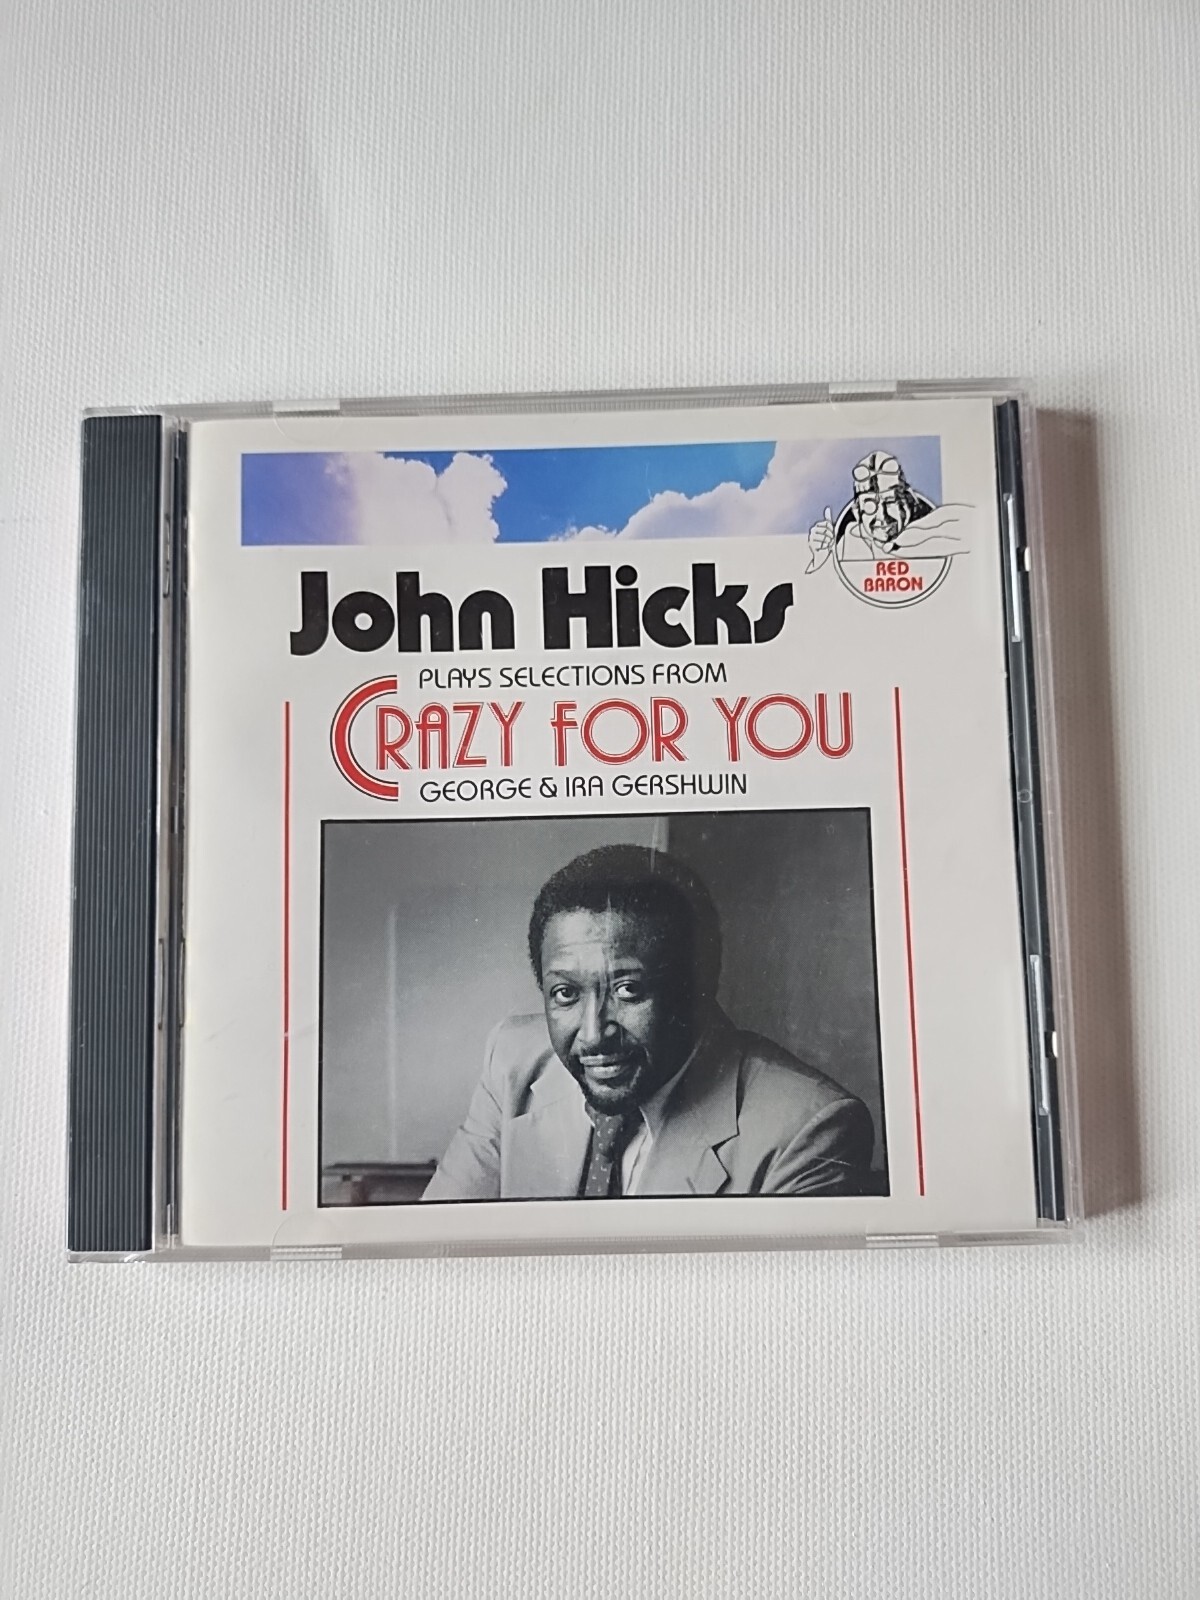 RED
BARON
John Hicks
PLAYS SELECTIONS FROM
CRAZY FOR YOU
GEORGE & IRA GERSHWIN